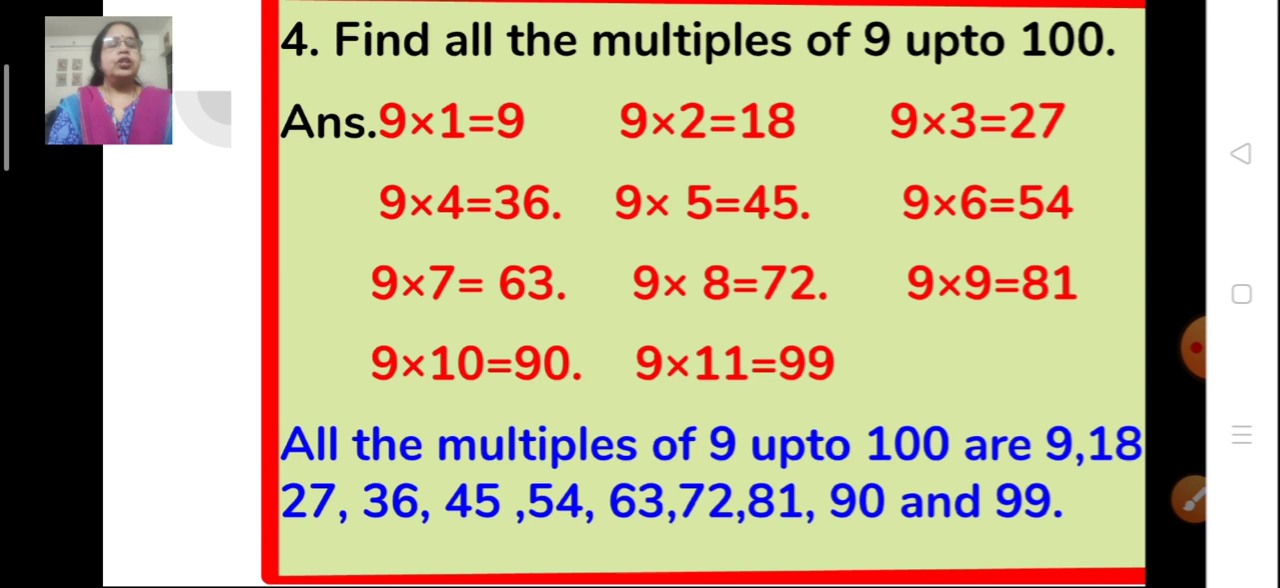 4. Find all the multiples of 9 upto 100.
Ans.9×1=9 9×2=18 9×3=27
9×4=36. 9× 5=45. 9×6=54
9×7= 63. 9× 8=72. 9×9=81
9×10=90. 9×11=99
All the multiples of 9 upto 100 are 9,18
27, 36, 45 ,54, 63,72,81, 90 and 99.